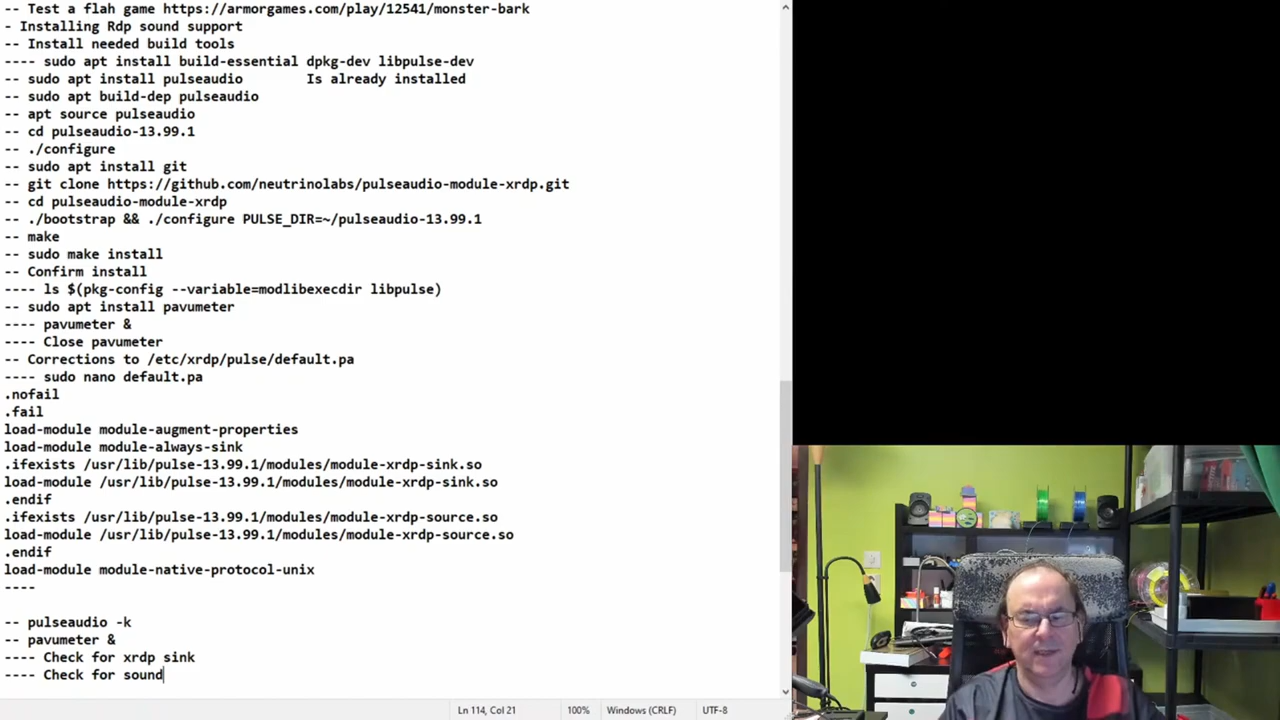 -- Test a flah game https://armorgames.com/play/12541/monster-bark
- Installing Rdp sound support
-- Install needed build tools
---- sudo apt install build-essential dpkg-dev libpulse-dev
-- sudo apt install pulseaudio        Is already installed
-- sudo apt build-dep pulseaudio
-- apt source pulseaudio
-- cd pulseaudio-13.99.1
-- ./configure
-- sudo apt install git
-- git clone https://github.com/neutrinolabs/pulseaudio-module-xrdp.git
-- cd pulseaudio-module-xrdp
-- ./bootstrap && ./configure PULSE_DIR=~/pulseaudio-13.99.1
-- make
-- sudo make install
-- Confirm install
---- ls $(pkg-config --variable=modlibexecdir libpulse)
-- sudo apt install pavumeter
---- pavumeter &
---- Close pavumeter
-- Corrections to /etc/xrdp/pulse/default.pa
---- sudo nano default.pa
.nofail
.fail
load-module module-augment-properties
load-module module-always-sink
.ifexists /usr/lib/pulse-13.99.1/modules/module-xrdp-sink.so
load-module /usr/lib/pulse-13.99.1/modules/module-xrdp-sink.so
.endif
.ifexists /usr/lib/pulse-13.99.1/modules/module-xrdp-source.so
load-module /usr/lib/pulse-13.99.1/modules/module-xrdp-source.so
.endif
load-module module-native-protocol-unix
----
-- pulseaudio -k
-- pavumeter &
---- Check for xrdp sink
---- Check for sound
Ln 114, Col 21    100%    Windows (CRLF)    UTF-8